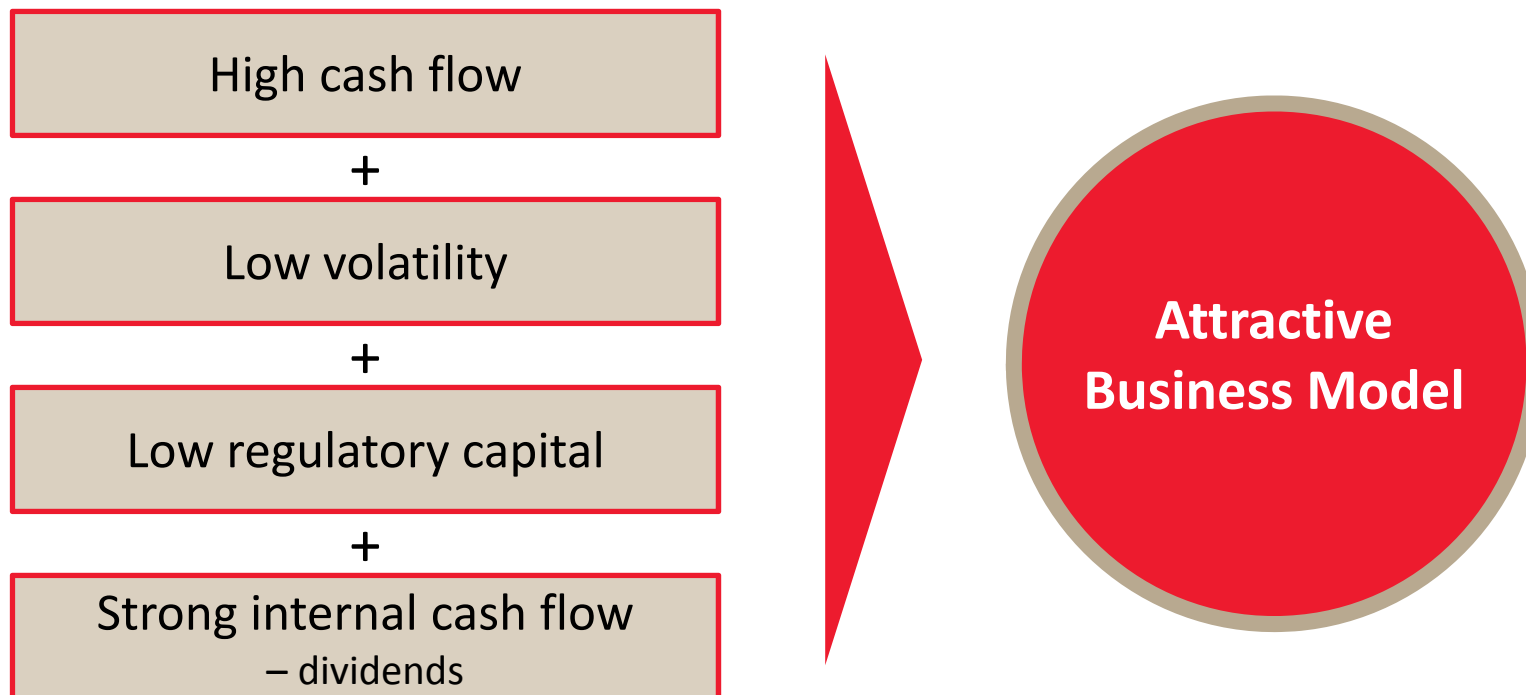 High cash flow
+
Low volatility
+
Low regulatory capital
+
Strong internal cash flow
– dividends
Attractive
Business Model